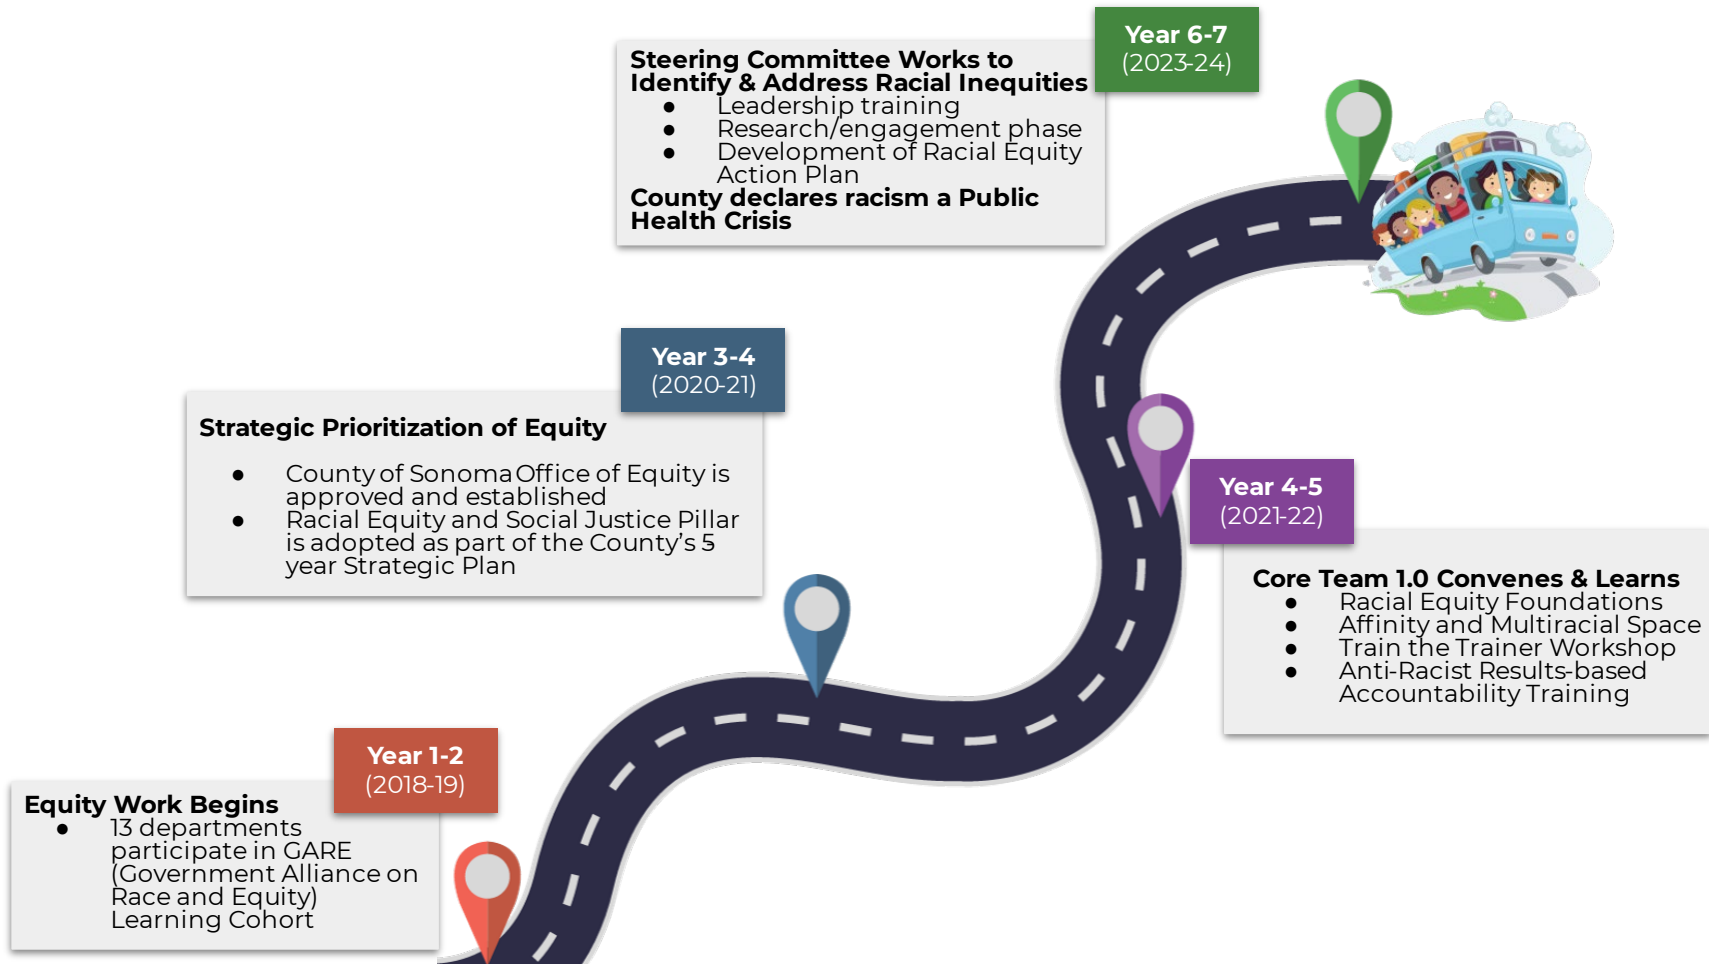 Year 6-7
(2023-24)
Steering Committee Works to
Identify & Address Racial Inequities
● Leadership training
● Research/engagement phase
● Development of Racial Equity
Action Plan
County declares racism a Public
Health Crisis
Year 3-4
(2020-21)
Strategic Prioritization of Equity
● County of Sonoma Office of Equity is
approved and established
● Racial Equity and Social Justice Pillar
is adopted as part of the County's 5
year Strategic Plan
Year 4-5
(2021-22)
Core Team 1.0 Convenes & Learns
● Racial Equity Foundations
● Affinity and Multiracial Space
● Train the Trainer Workshop
● Anti-Racist Results-based
Accountability Training
Year 1-2
(2018-19)
Equity Work Begins
● 13 departments
participate in GARE
(Government Alliance on
Race and Equity)
Learning Cohort